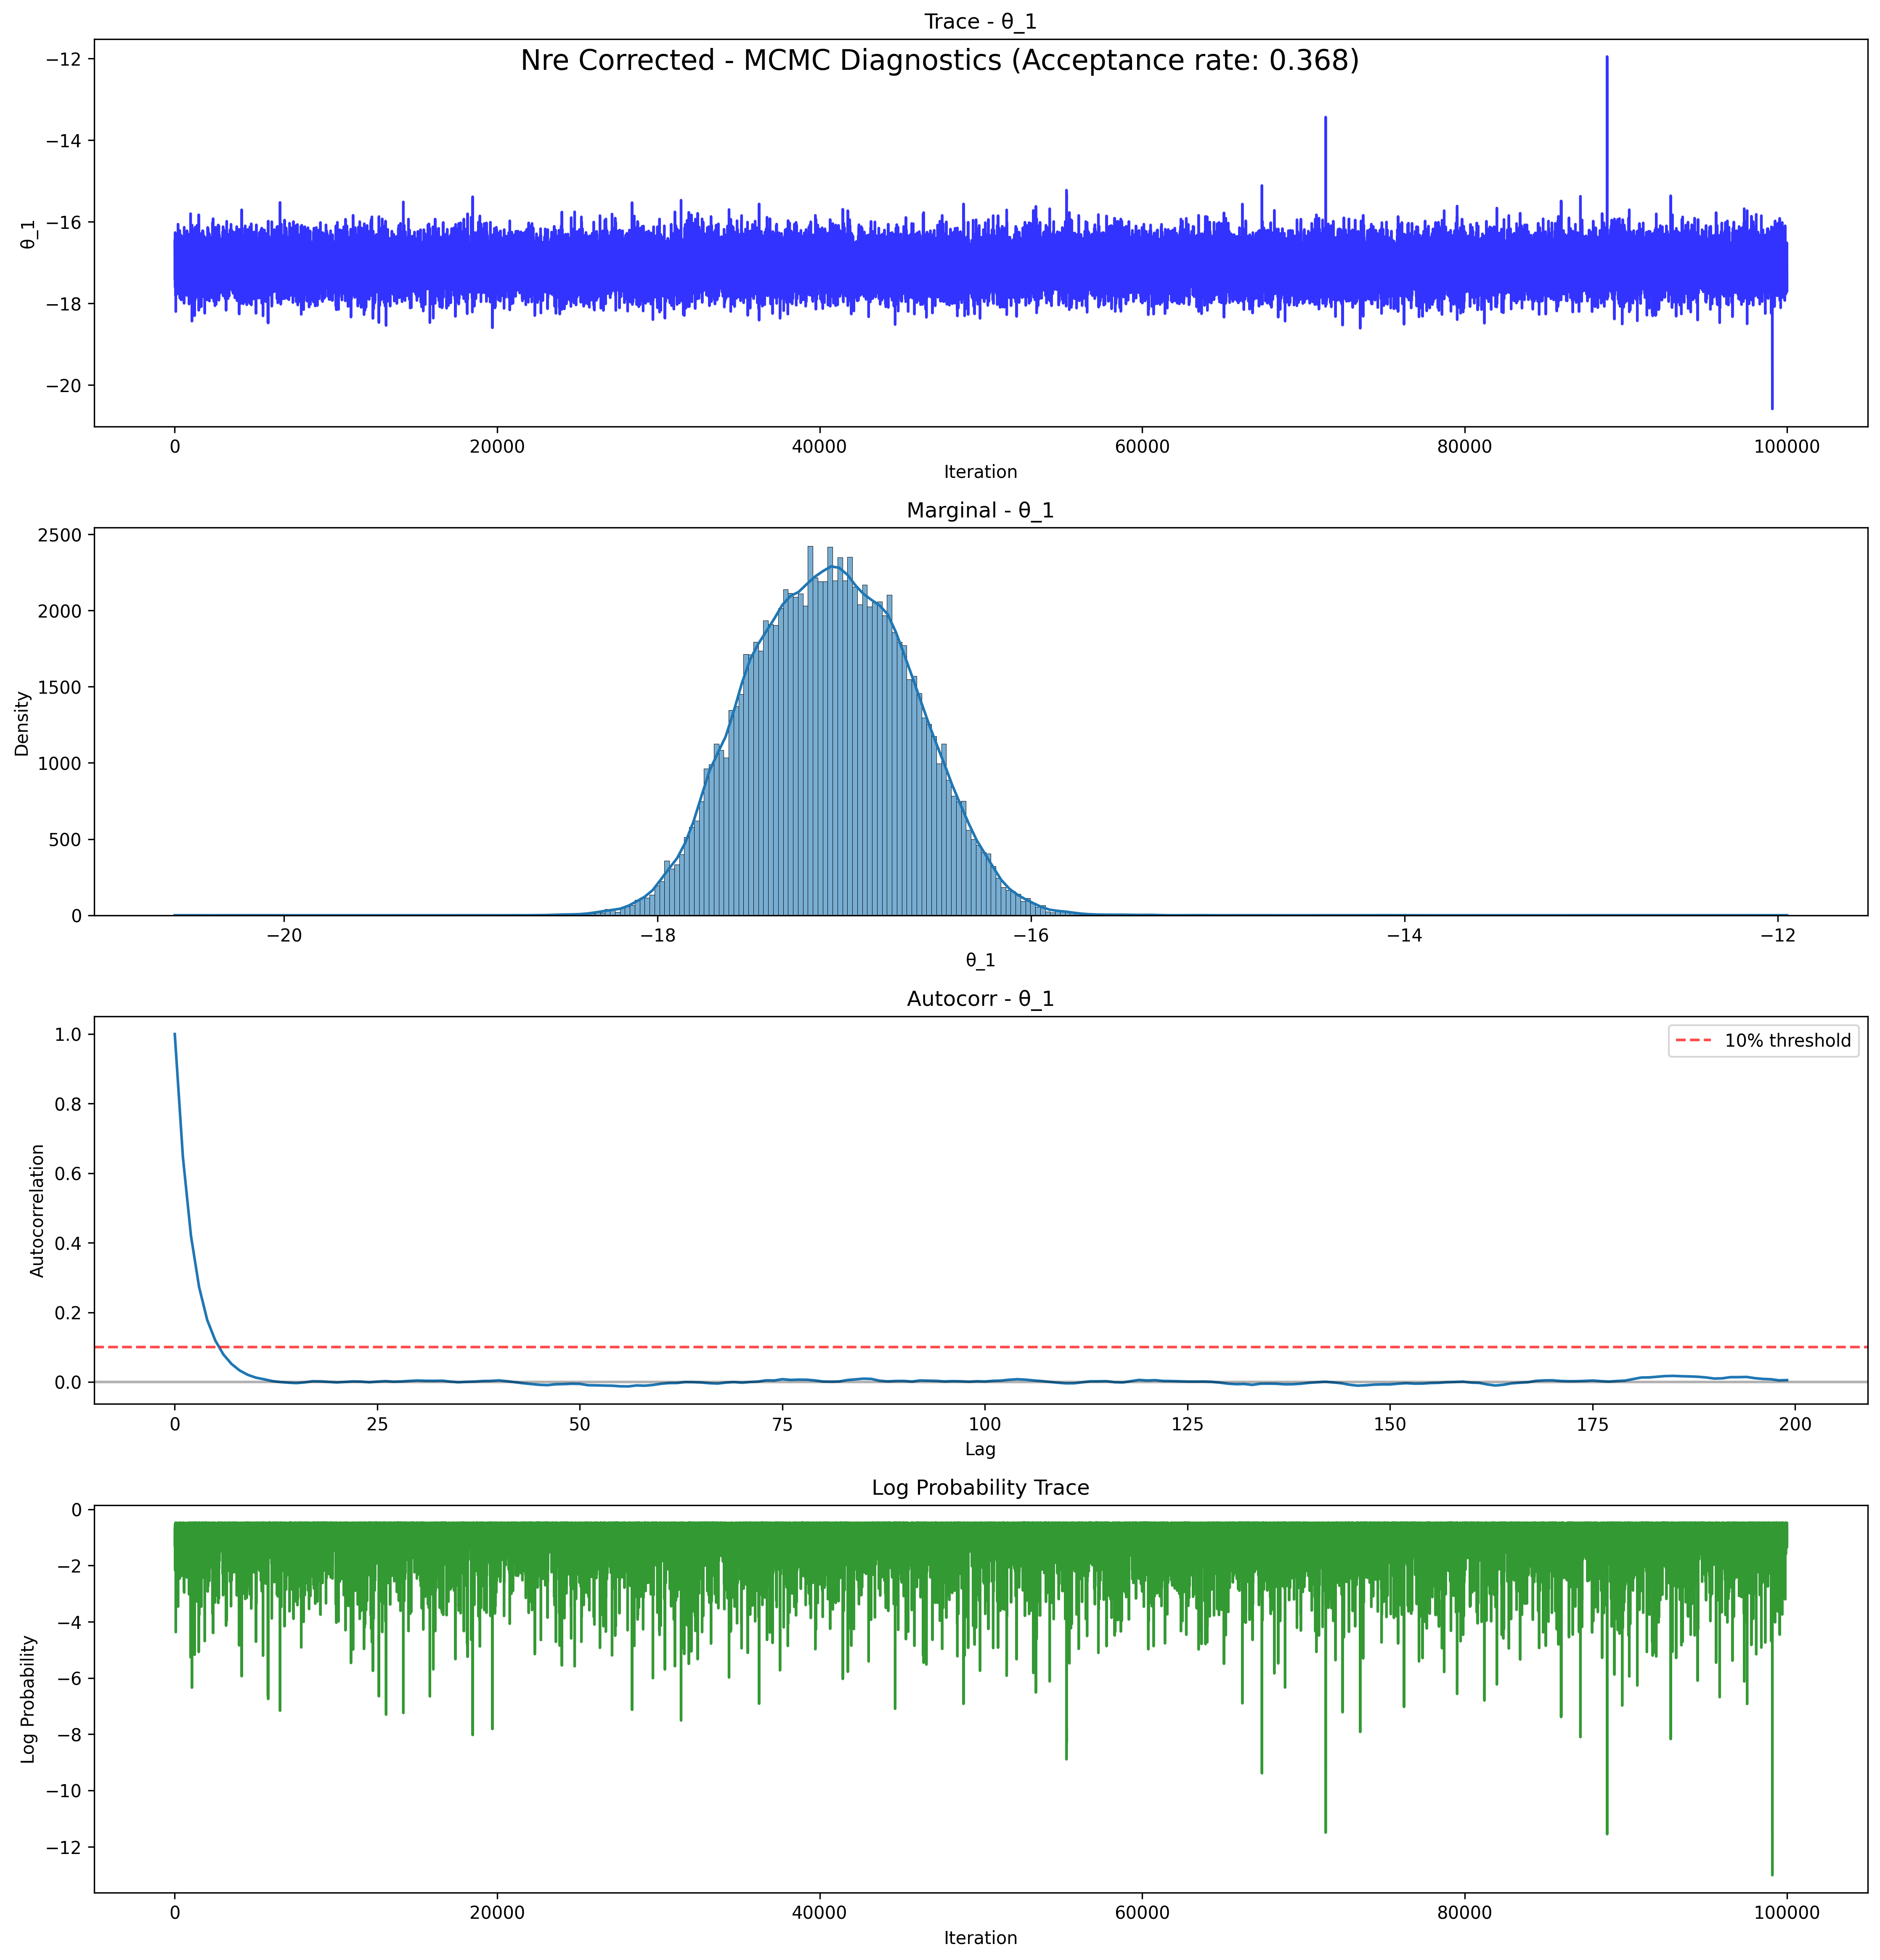 Trace - θ_1
Nre Corrected - MCMC Diagnostics (Acceptance rate: 0.368)
−12
−14
−16
−18
−20
θ_1
0 20000 40000 60000 80000 100000
Iteration
Marginal - θ_1
2500
2000
1500
1000
500
0
Density
−20 −18 −16 −14 −12
θ_1
Autocorr - θ_1
10% threshold
1.0
0.8
0.6
0.4
0.2
0.0
Autocorrelation
0 25 50 75 100 125 150 175 200
Lag
Log Probability Trace
0
−2
−4
−6
−8
−10
−12
Log Probability
0 20000 40000 60000 80000 100000
Iteration